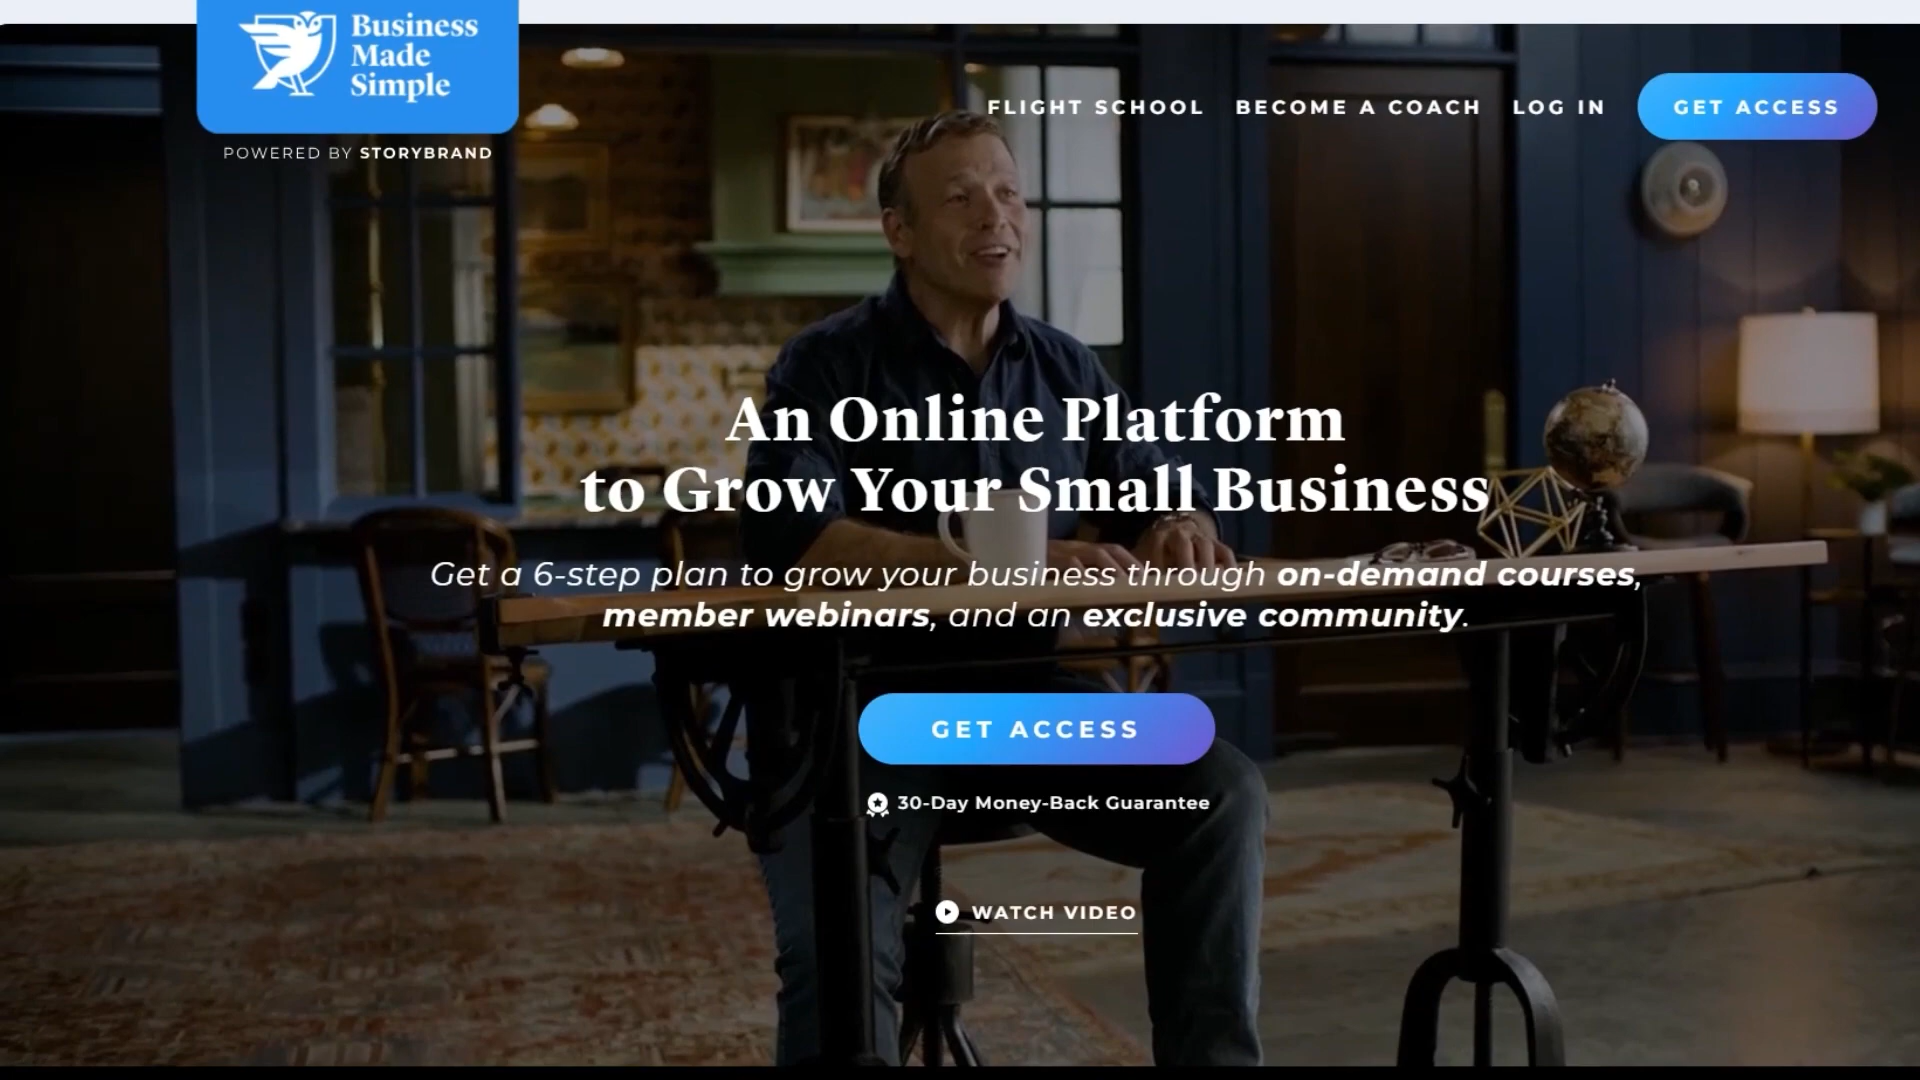 Business
Made
Simple
POWERED BY STORYBRAND
FLIGHT SCHOOL
BECOME A COACH
LOG IN
GET ACCESS
An Online Platform
to Grow Your Small Business
Get a 6-step plan to grow your business through on-demand courses,
member webinars, and an exclusive community.
GET ACCESS
30-Day Money-Back Guarantee
WATCH VIDEO